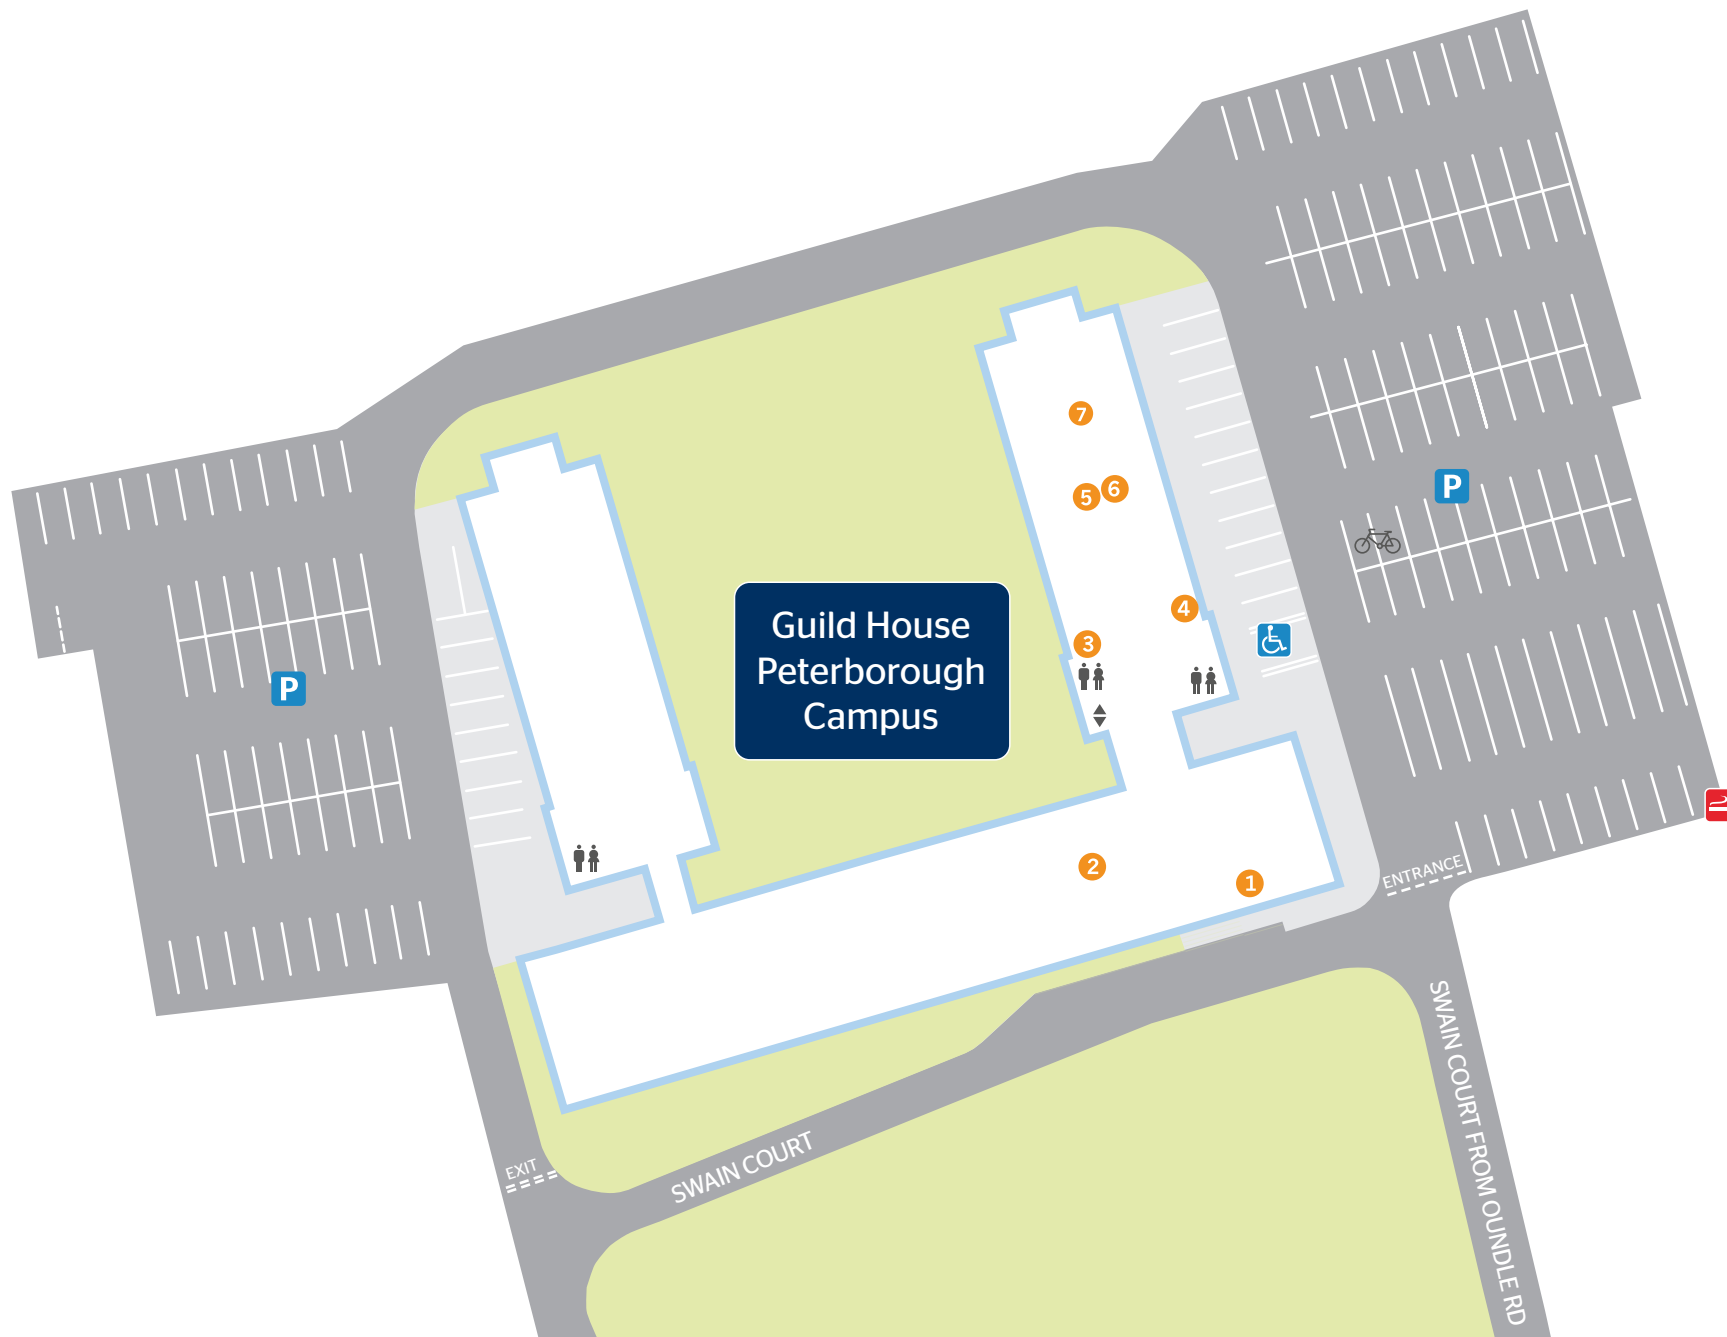 7
5
6
P
Guild House
Peterborough
Campus
4
3
P
2
1
ENTRANCE
SWAIN COURT FROM OUNDLE RD
EXIT
SWAIN COURT